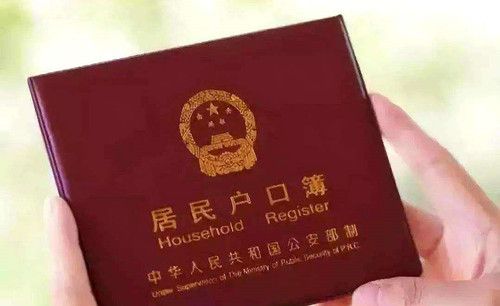 居民户口簿
Household Register
中华人民共和国公安部制
Under Supervision of The Ministry of Public Security of P.R.C.